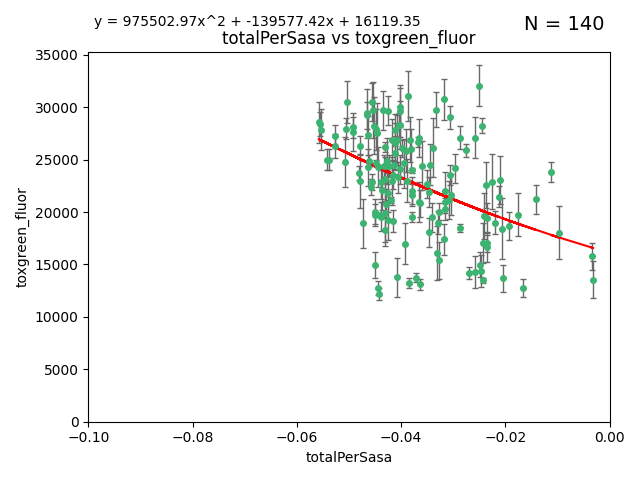 y = 975502.97x^2 + -139577.42x + 16119.35
N = 140
totalPerSasa vs toxgreen_fluor
35000
30000
25000
20000
15000
10000
5000
0
toxgreen_fluor
−0.10
−0.08
−0.06
−0.04
−0.02
0.00
totalPerSasa